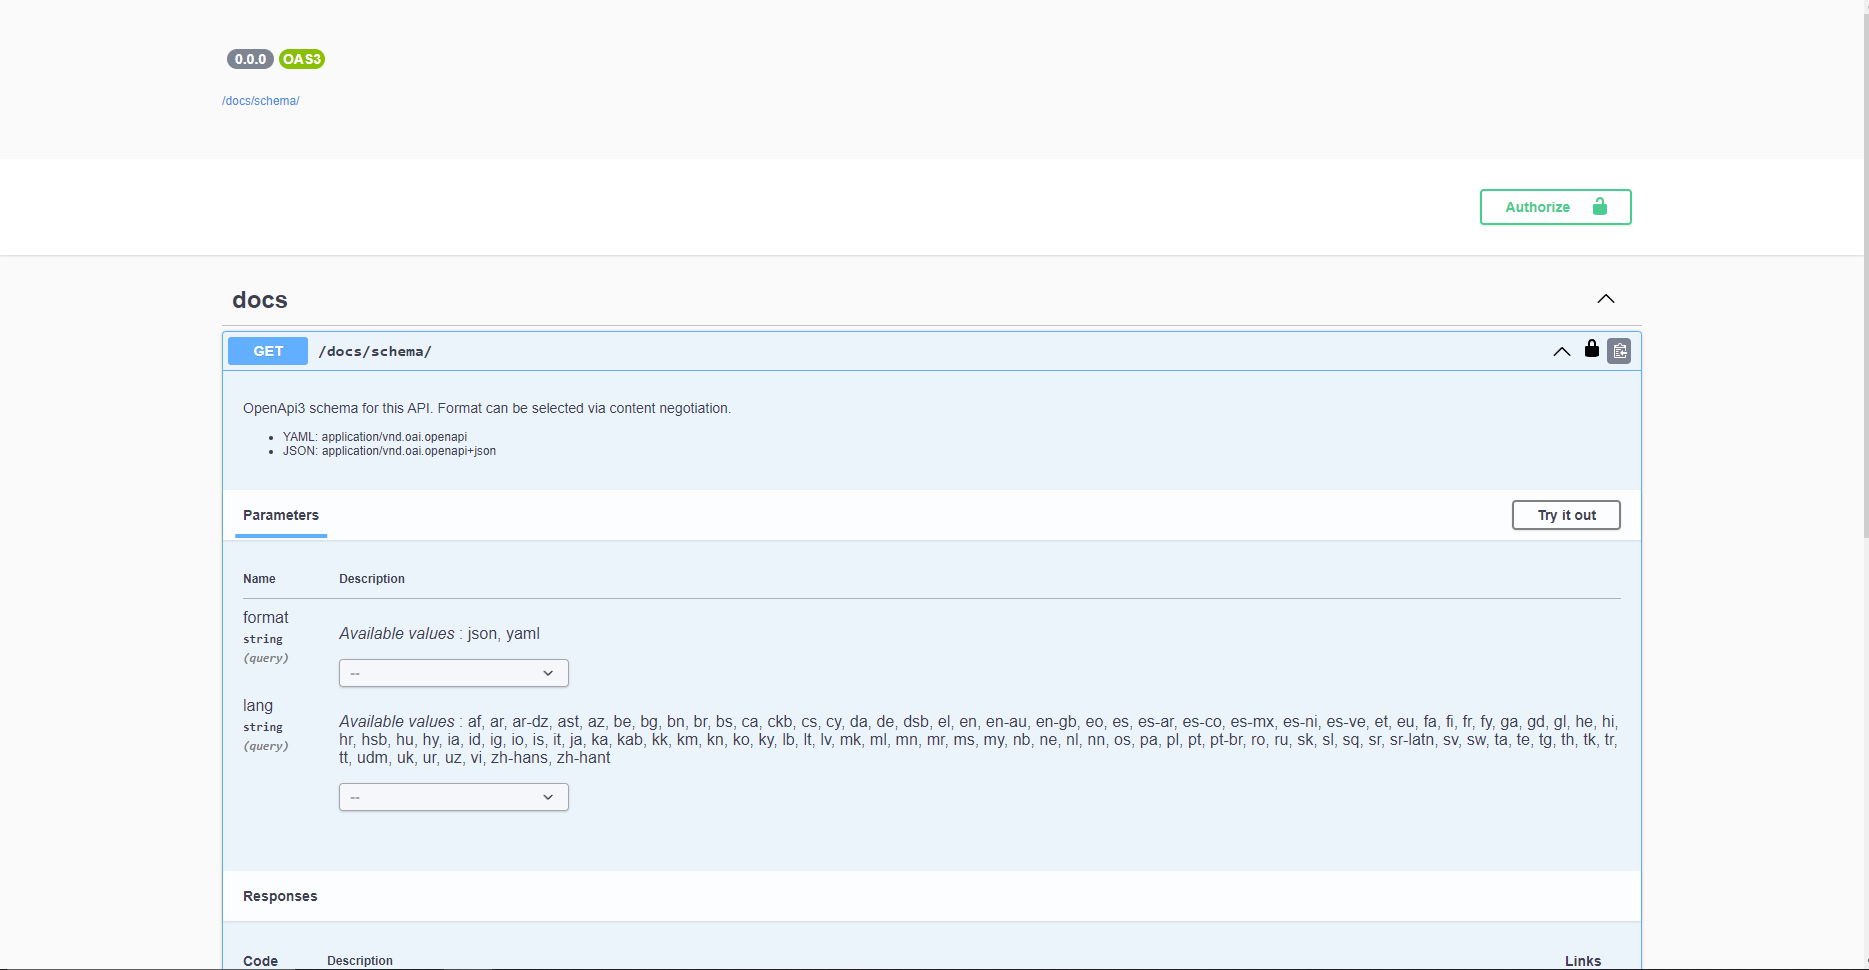 0.0.0 OAS3
/docs/schema/
Authorize
docs
GET /docs/schema/
OpenApi3 schema for this API. Format can be selected via content negotiation.
• YAML: application/vnd.oai.openapi
• JSON: application/vnd.oai.openapi+json
Parameters Try it out
Name Description
format
string
(query)
Available values : json, yaml
--
lang
string
(query)
Available values : af, ar, ar-dz, ast, az, be, bg, bn, br, bs, ca, ckb, cs, cy, da, de, dsb, el, en, en-au, en-gb, eo, es, es-ar, es-co, es-mx, es-ni, es-ve, et, eu, fa, fi, fr, fy, ga, gd, gl, he, hi,
hr, hsb, hu, hy, ia, id, ig, io, is, it, ja, ka, kab, kk, km, kn, ko, ky, lb, lt, lv, mk, ml, mn, mr, ms, my, nb, ne, nl, nn, os, pa, pl, pt, pt-br, ro, ru, sk, sl, sq, sr, sr-latn, sv, sw, ta, te, tg, th, tk, tr,
tt, udm, uk, ur, uz, vi, zh-hans, zh-hant
--
Responses
Code Description Links